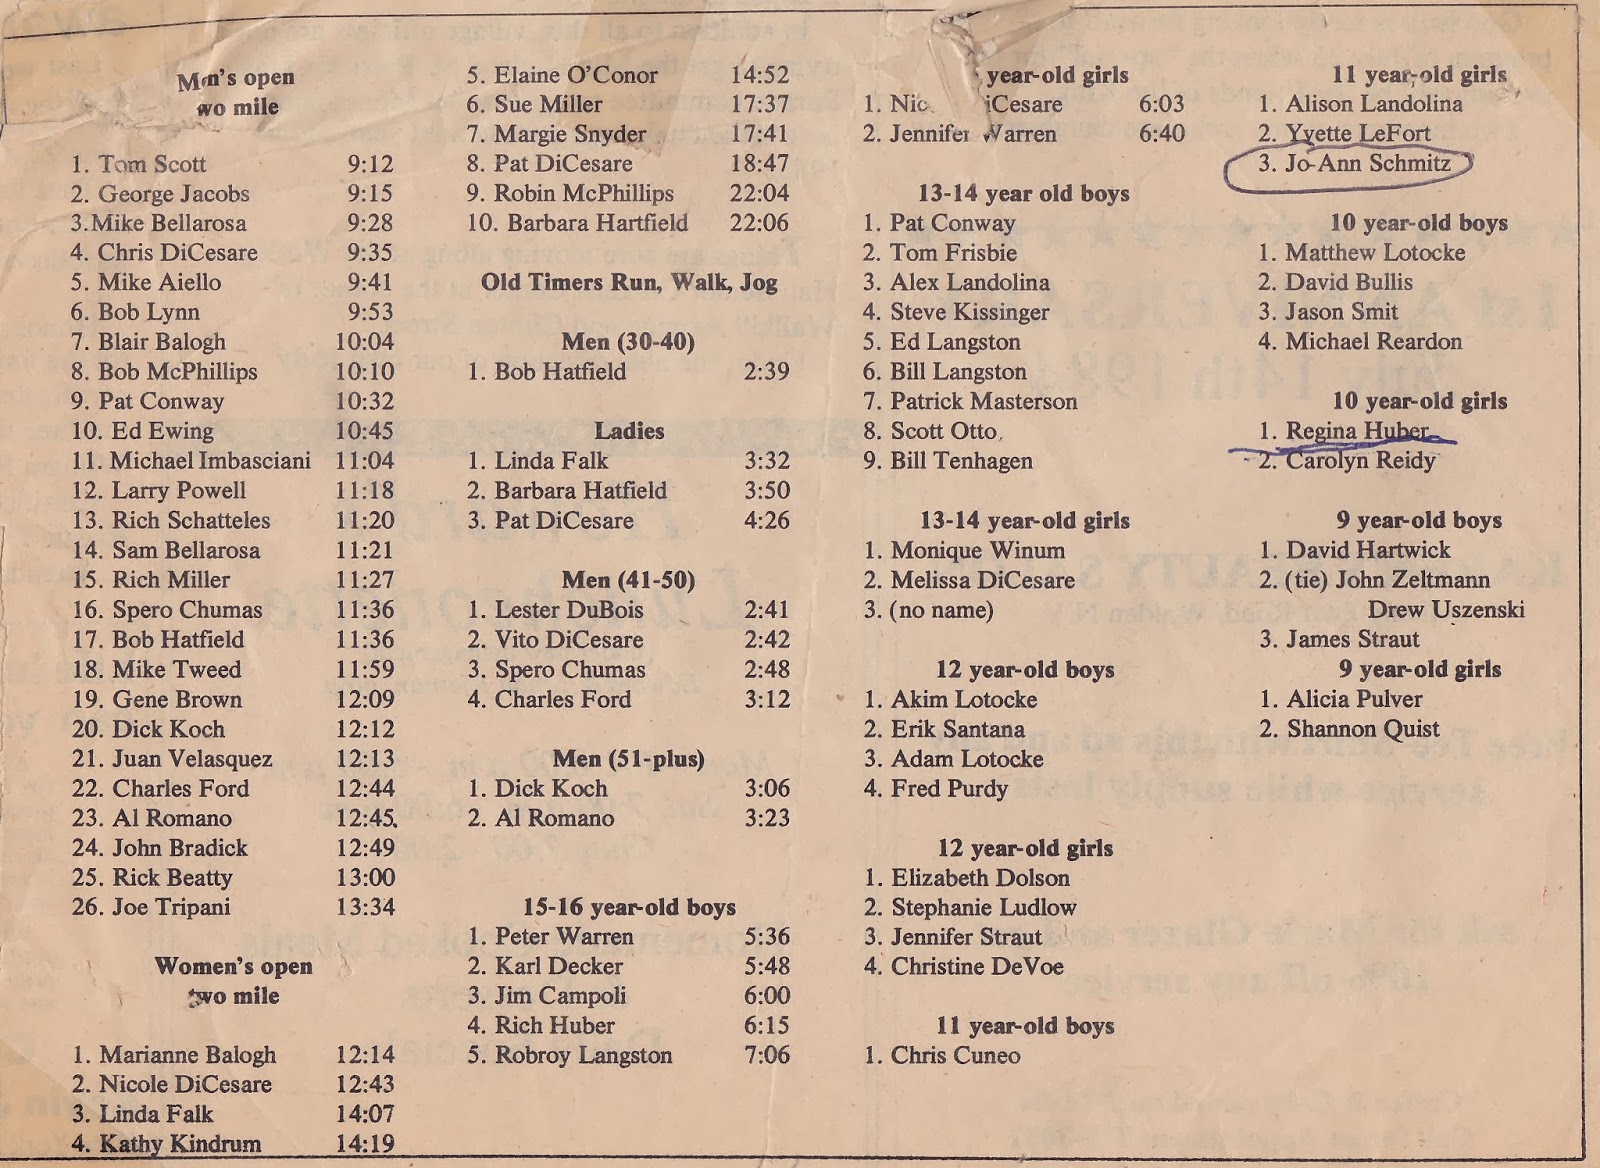 Men's open
two mile
1. Tom Scott 9:12
2. George Jacobs 9:15
3.Mike Bellarosa 9:28
4. Chris DiCesare 9:35
5. Mike Aiello 9:41
6. Bob Lynn 9:53
7. Blair Balogh 10:04
8. Bob McPhillips 10:10
9. Pat Conway 10:32
10. Ed Ewing 10:45
11. Michael Imbasciani 11:04
12. Larry Powell 11:18
13. Rich Schatteles 11:20
14. Sam Bellarosa 11:21
15. Rich Miller 11:27
16. Spero Chumas 11:36
17. Bob Hatfield 11:36
18. Mike Tweed 11:59
19. Gene Brown 12:09
20. Dick Koch 12:12
21. Juan Velasquez 12:13
22. Charles Ford 12:44
23. Al Romano 12:45.
24. John Bradick 12:49
25. Rick Beatty 13:00
26. Joe Tripani 13:34
Women's open
two mile
1. Marianne Balogh 12:14
2. Nicole DiCesare 12:43
3. Linda Falk 14:07
4. Kathy Kindrum 14:19
5. Elaine O'Conor 14:52
6. Sue Miller 17:37
7. Margie Snyder 17:41
8. Pat DiCesare 18:47
9. Robin McPhillips 22:04
10. Barbara Hartfield 22:06
Old Timers Run, Walk, Jog
Men (30-40)
1. Bob Hatfield 2:39
Ladies
1. Linda Falk 3:32
2. Barbara Hatfield 3:50
3. Pat DiCesare 4:26
Men (41-50)
1. Lester DuBois 2:41
2. Vito DiCesare 2:42
3. Spero Chumas 2:48
4. Charles Ford 3:12
Men (51-plus)
1. Dick Koch 3:06
2. Al Romano 3:23
15-16 year-old boys
1. Peter Warren 5:36
2. Karl Decker 5:48
3. Jim Campoli 6:00
4. Rich Huber 6:15
5. Robroy Langston 7:06
year-old girls
1. Nic iCesare 6:03
2. Jennifer Warren 6:40
13-14 year old boys
1. Pat Conway
2. Tom Frisbie
3. Alex Landolina
4. Steve Kissinger
5. Ed Langston
6. Bill Langston
7. Patrick Masterson
8. Scott Otto
9. Bill Tenhagen
13-14 year-old girls
1. Monique Winum
2. Melissa DiCesare
3. (no name)
12 year-old boys
1. Akim Lotocke
2. Erik Santana
3. Adam Lotocke
4. Fred Purdy
12 year-old girls
1. Elizabeth Dolson
2. Stephanie Ludlow
3. Jennifer Straut
4. Christine DeVoe
11 year-old boys
1. Chris Cuneo
11 year-old girls
1. Alison Landolina
2. Yvette LeFort
3. Jo-Ann Schmitz
10 year-old boys
1. Matthew Lotocke
2. David Bullis
3. Jason Smit
4. Michael Reardon
10 year-old girls
1. Regina Huber
2. Carolyn Reidy
9 year-old boys
1. David Hartwick
2. (tie) John Zeltmann
Drew Uszenski
3. James Straut
9 year-old girls
1. Alicia Pulver
2. Shannon Quist